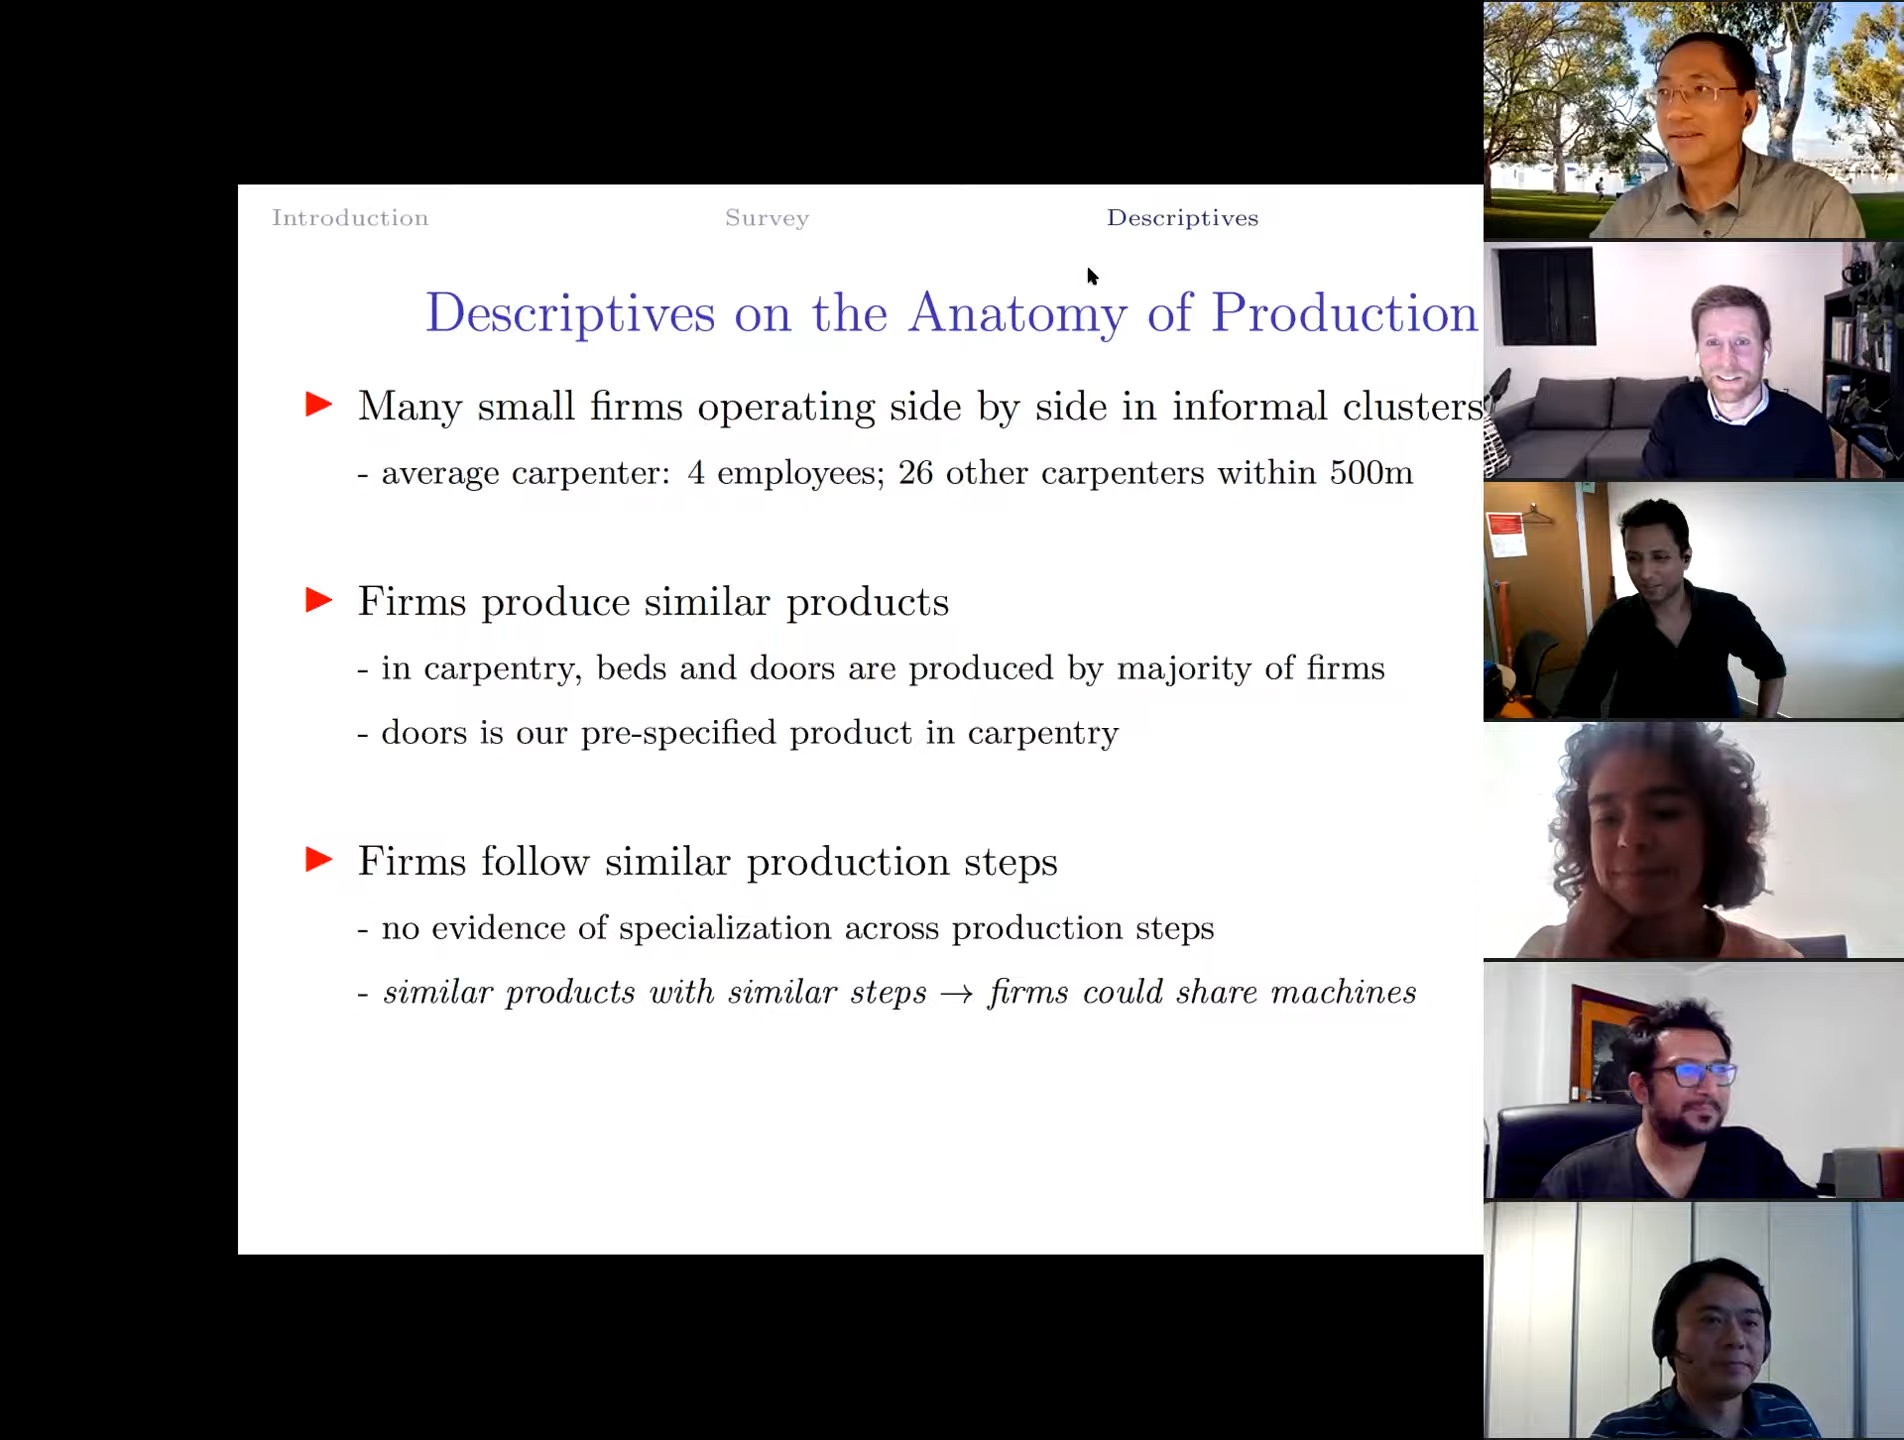 Introduction Survey Descriptives
Descriptives on the Anatomy of Production
▶ Many small firms operating side by side in informal clusters
- average carpenter: 4 employees; 26 other carpenters within 500m
▶ Firms produce similar products
- in carpentry, beds and doors are produced by majority of firms
- doors is our pre-specified product in carpentry
▶ Firms follow similar production steps
- no evidence of specialization across production steps
- similar products with similar steps → firms could share machines